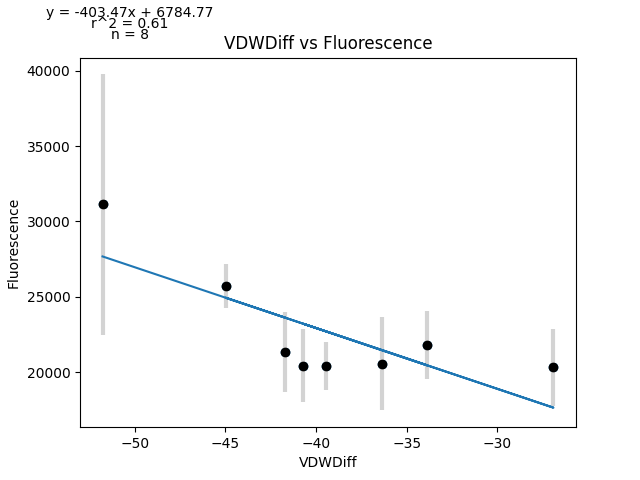 y = -403.47x + 6784.77
r^2 = 0.61
n = 8
VDWDiff vs Fluorescence
40000
35000
30000
25000
20000
Fluorescence
−50
−45
−40
−35
−30
VDWDiff